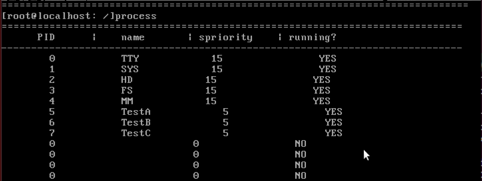 ================================================================
[root@localhost: /]process
================================================================
PID | name | spriority | running?
----------------------------------------------------------------
0 TTY 15 YES
1 SYS 15 YES
2 HD 15 YES
3 FS 15 YES
4 MM 15 YES
5 TestA 5 YES
6 TestB 5 YES
7 TestC 5 YES
0 0 NO
0 0 NO
0 0 NO
0 0 NO